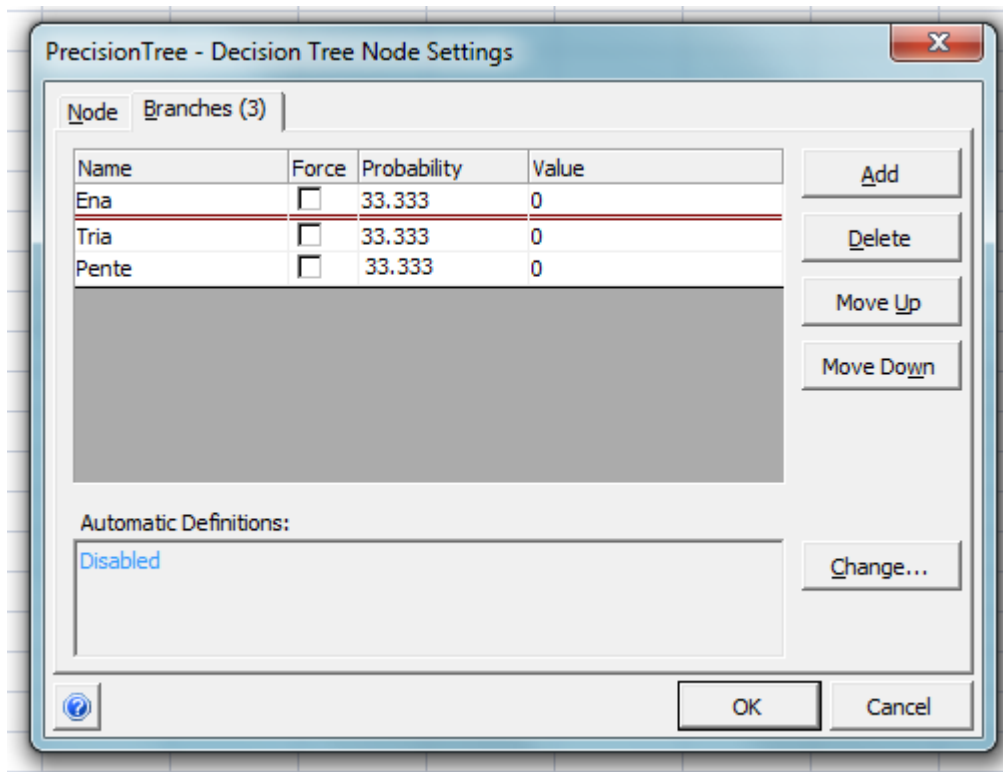 PrecisionTree - Decision Tree Node Settings
x
Node Branches (3)
Name Force Probability Value
Ena 33.333 0
Tria 33.333 0
Pente 33.333 0
Add
Delete
Move Up
Move Down
Automatic Definitions:
Disabled
Change...
?
OK Cancel